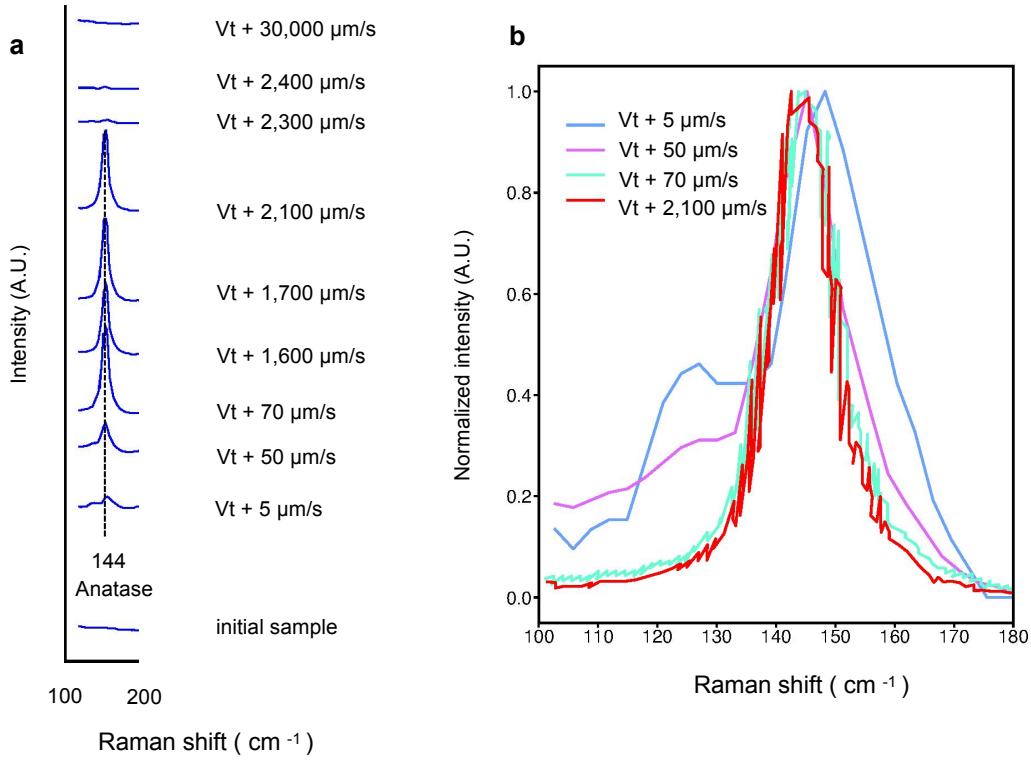 a
Vt + 30,000 µm/s
Vt + 2,400 µm/s
Vt + 2,300 µm/s
Vt + 2,100 µm/s
Vt + 1,700 µm/s
Vt + 1,600 µm/s
Vt + 70 µm/s
Vt + 50 µm/s
Vt + 5 µm/s
144
Anatase
initial sample
Intensity (A.U.)
100 200
Raman shift ( cm -1 )
b
Vt + 5 µm/s
Vt + 50 µm/s
Vt + 70 µm/s
Vt + 2,100 µm/s
Normalized intensity (A.U.)
1.0
0.8
0.6
0.4
0.2
0.0
100 110 120 130 140 150 160 170 180
Raman shift ( cm -1 )